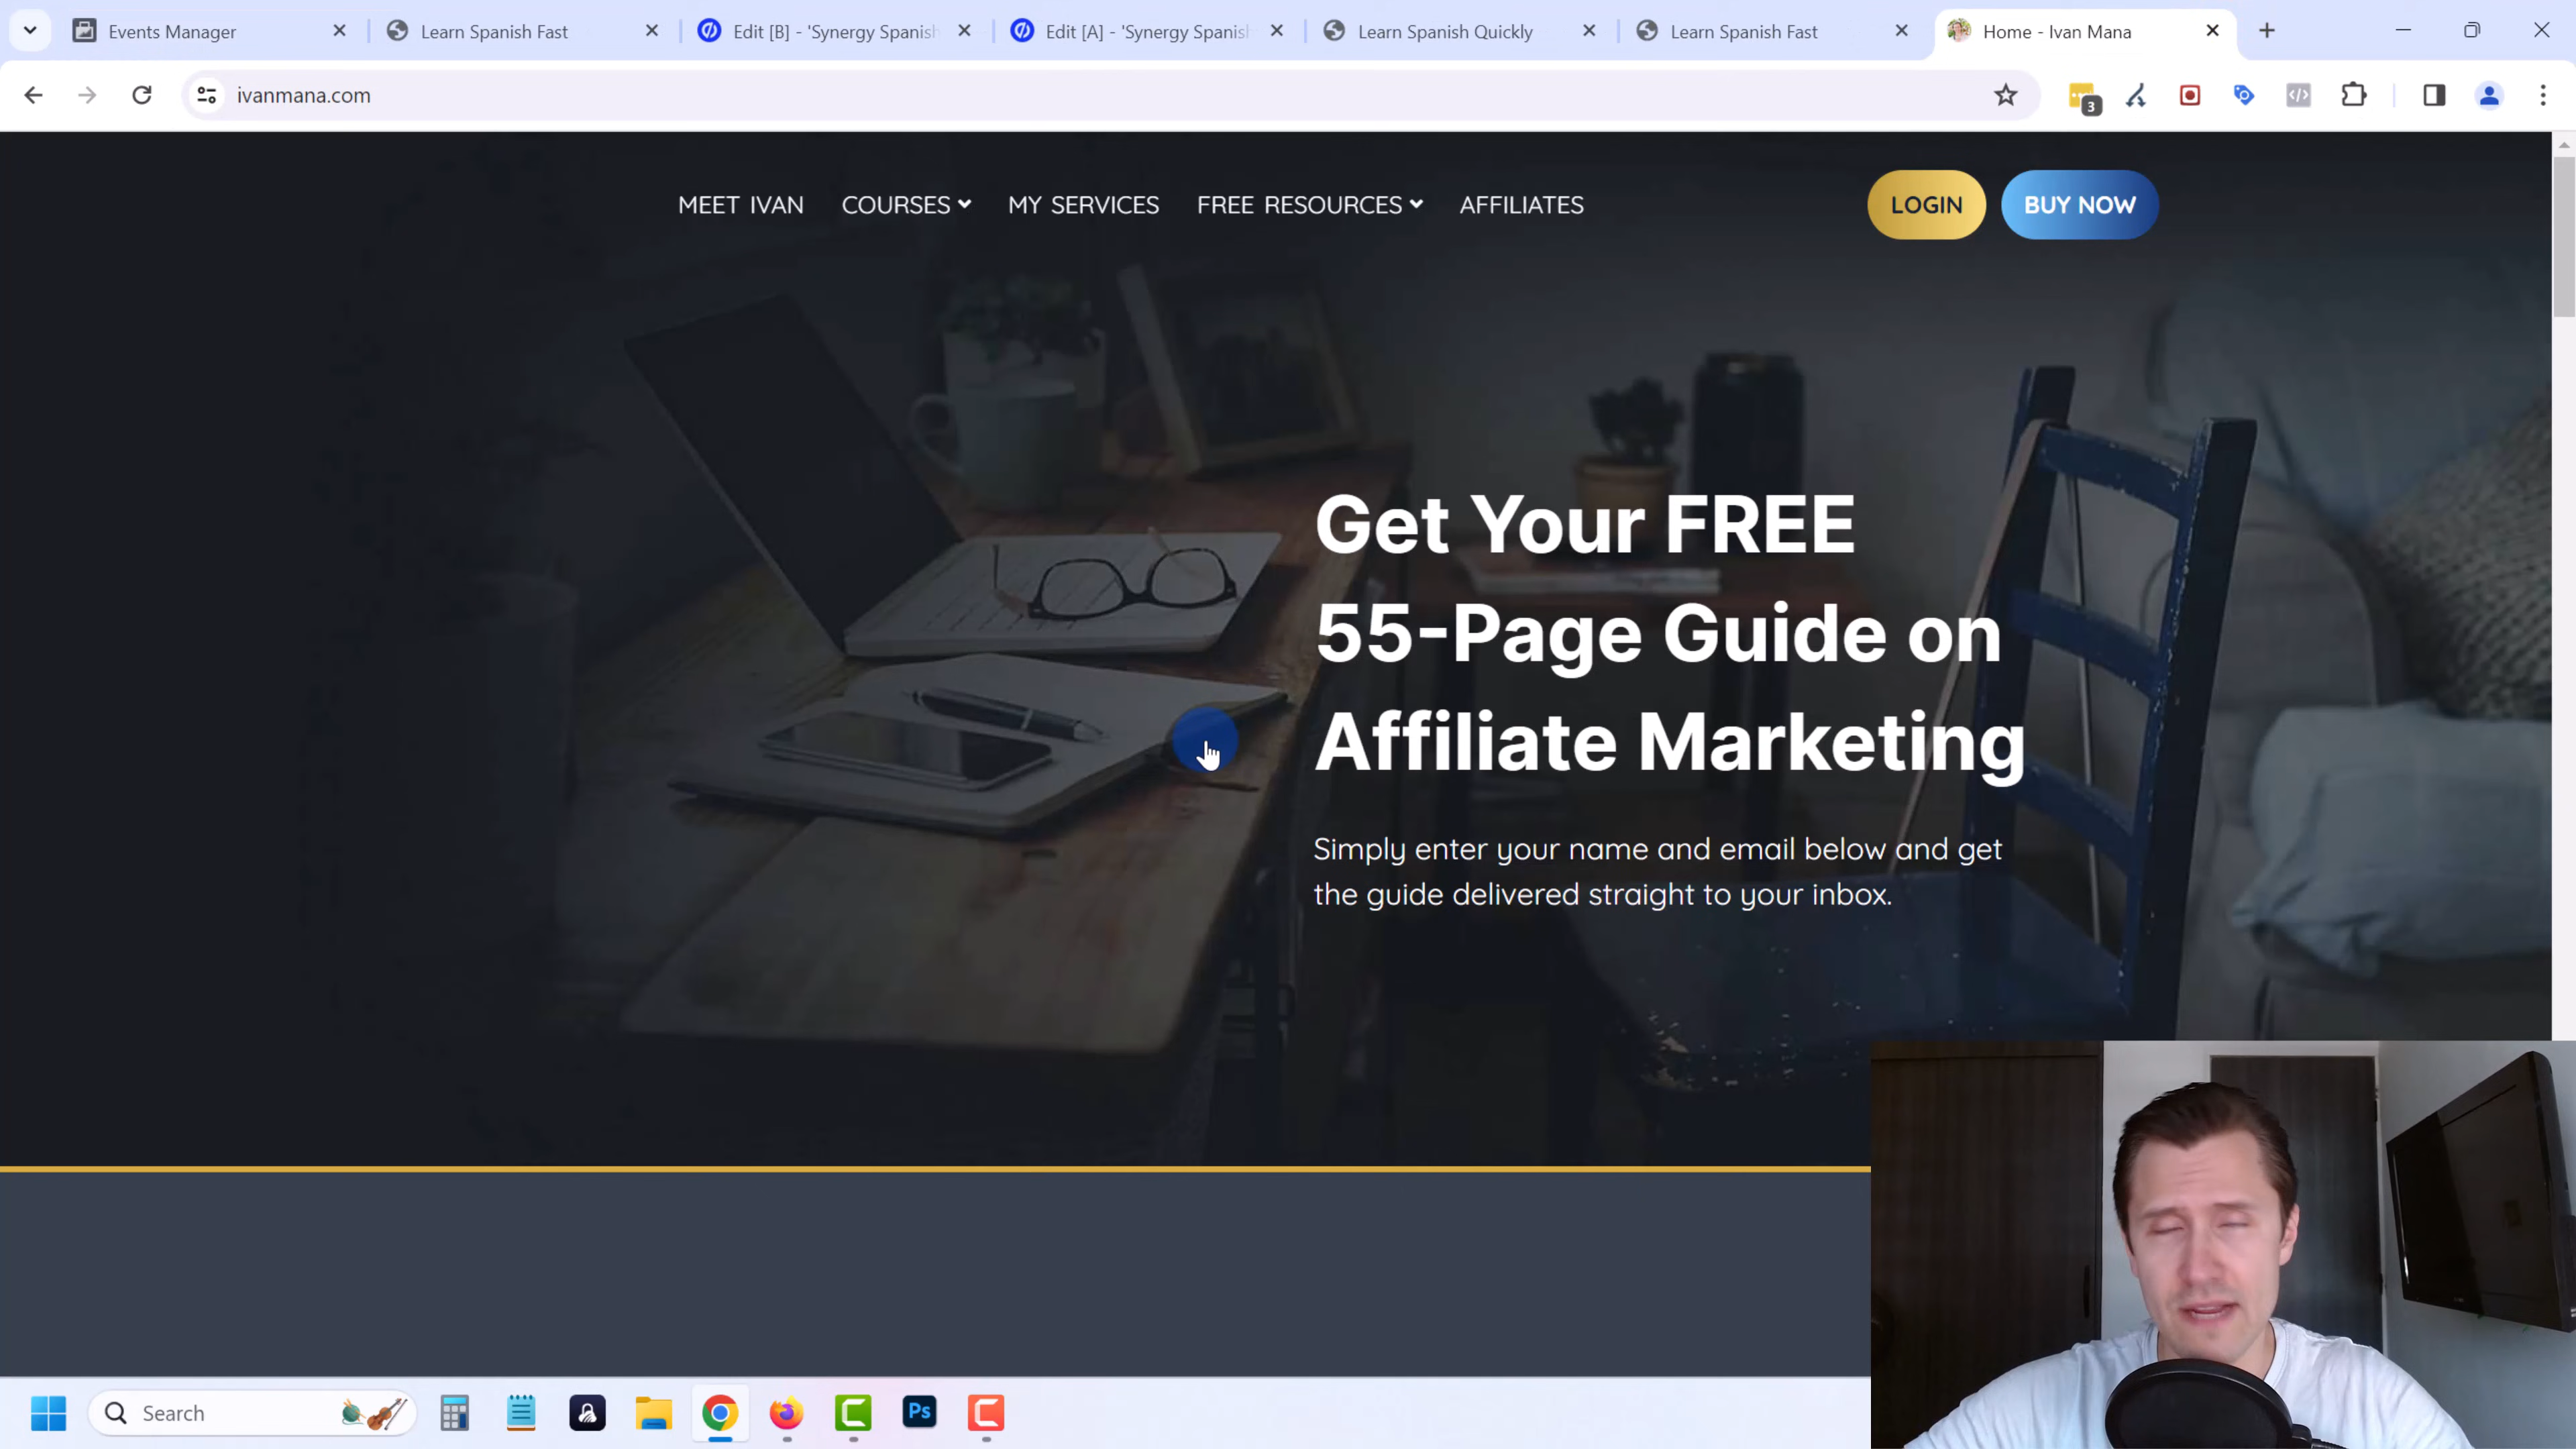 Events Manager
Learn Spanish Fast
Edit [B] - 'Synergy Spanish
Edit [A] - 'Synergy Spanish
Learn Spanish Quickly
Learn Spanish Fast
Home - Ivan Mana
ivanmana.com
3
MEET IVAN
COURSES
MY SERVICES
FREE RESOURCES
AFFILIATES
LOGIN
BUY NOW
Get Your FREE
55-Page Guide on
Affiliate Marketing
Simply enter your name and email below and get
the guide delivered straight to your inbox.
Search
Ps